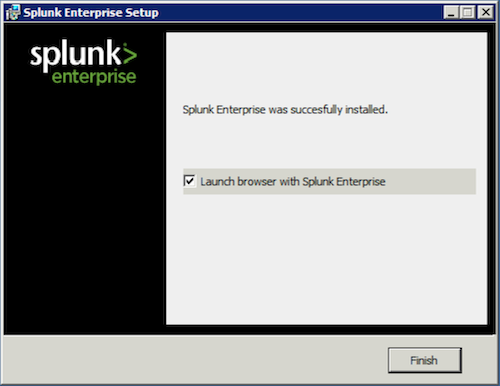 Splunk Enterprise Setup
splunk>
enterprise
Splunk Enterprise was succesfully installed.
Launch browser with Splunk Enterprise
Finish